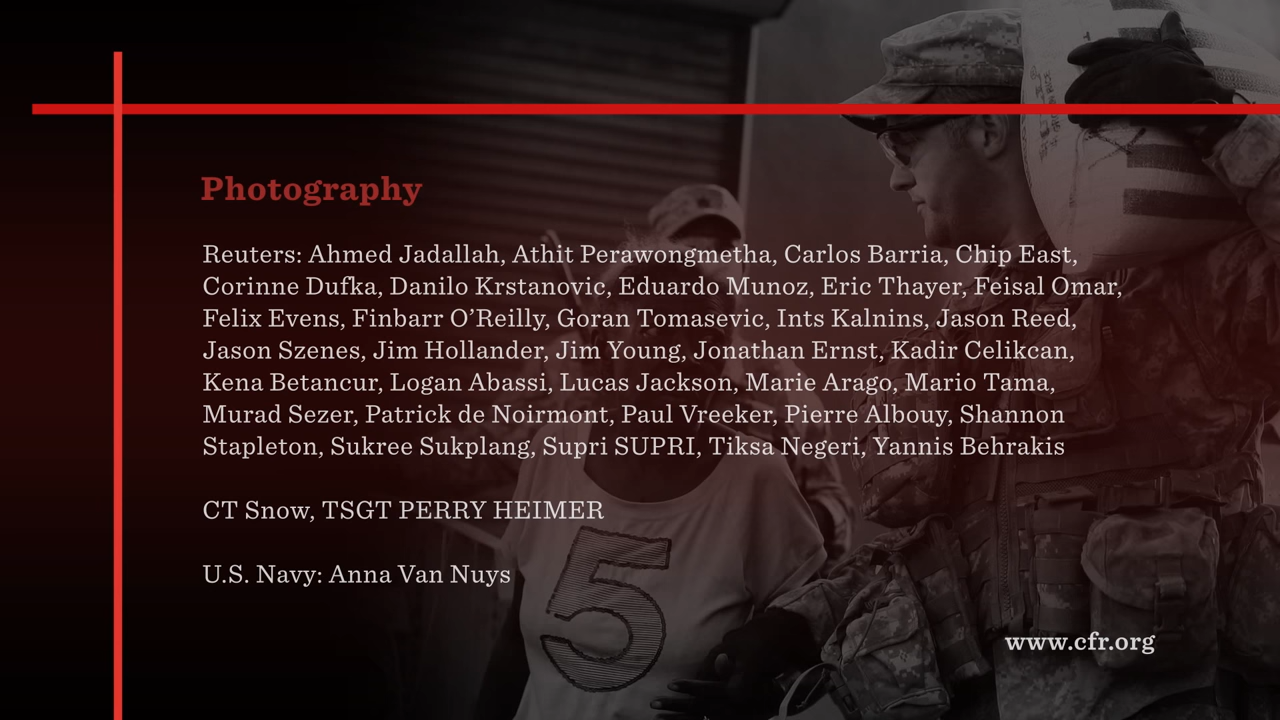 Photography
Reuters: Ahmed Jadallah, Athit Perawongmetha, Carlos Barria, Chip East,
Corinne Dufka, Danilo Krstanovic, Eduardo Munoz, Eric Thayer, Feisal Omar,
Felix Evens, Finbarr O’Reilly, Goran Tomasevic, Ints Kalnins, Jason Reed,
Jason Szenes, Jim Hollander, Jim Young, Jonathan Ernst, Kadir Celikcan,
Kena Betancur, Logan Abassi, Lucas Jackson, Marie Arago, Mario Tama,
Murad Sezer, Patrick de Noirmont, Paul Vreeker, Pierre Albouy, Shannon
Stapleton, Sukree Sukplang, Supri SUPRI, Tiksa Negeri, Yannis Behrakis
CT Snow, TSGT PERRY HEIMER
U.S. Navy: Anna Van Nuys
5
www.cfr.org